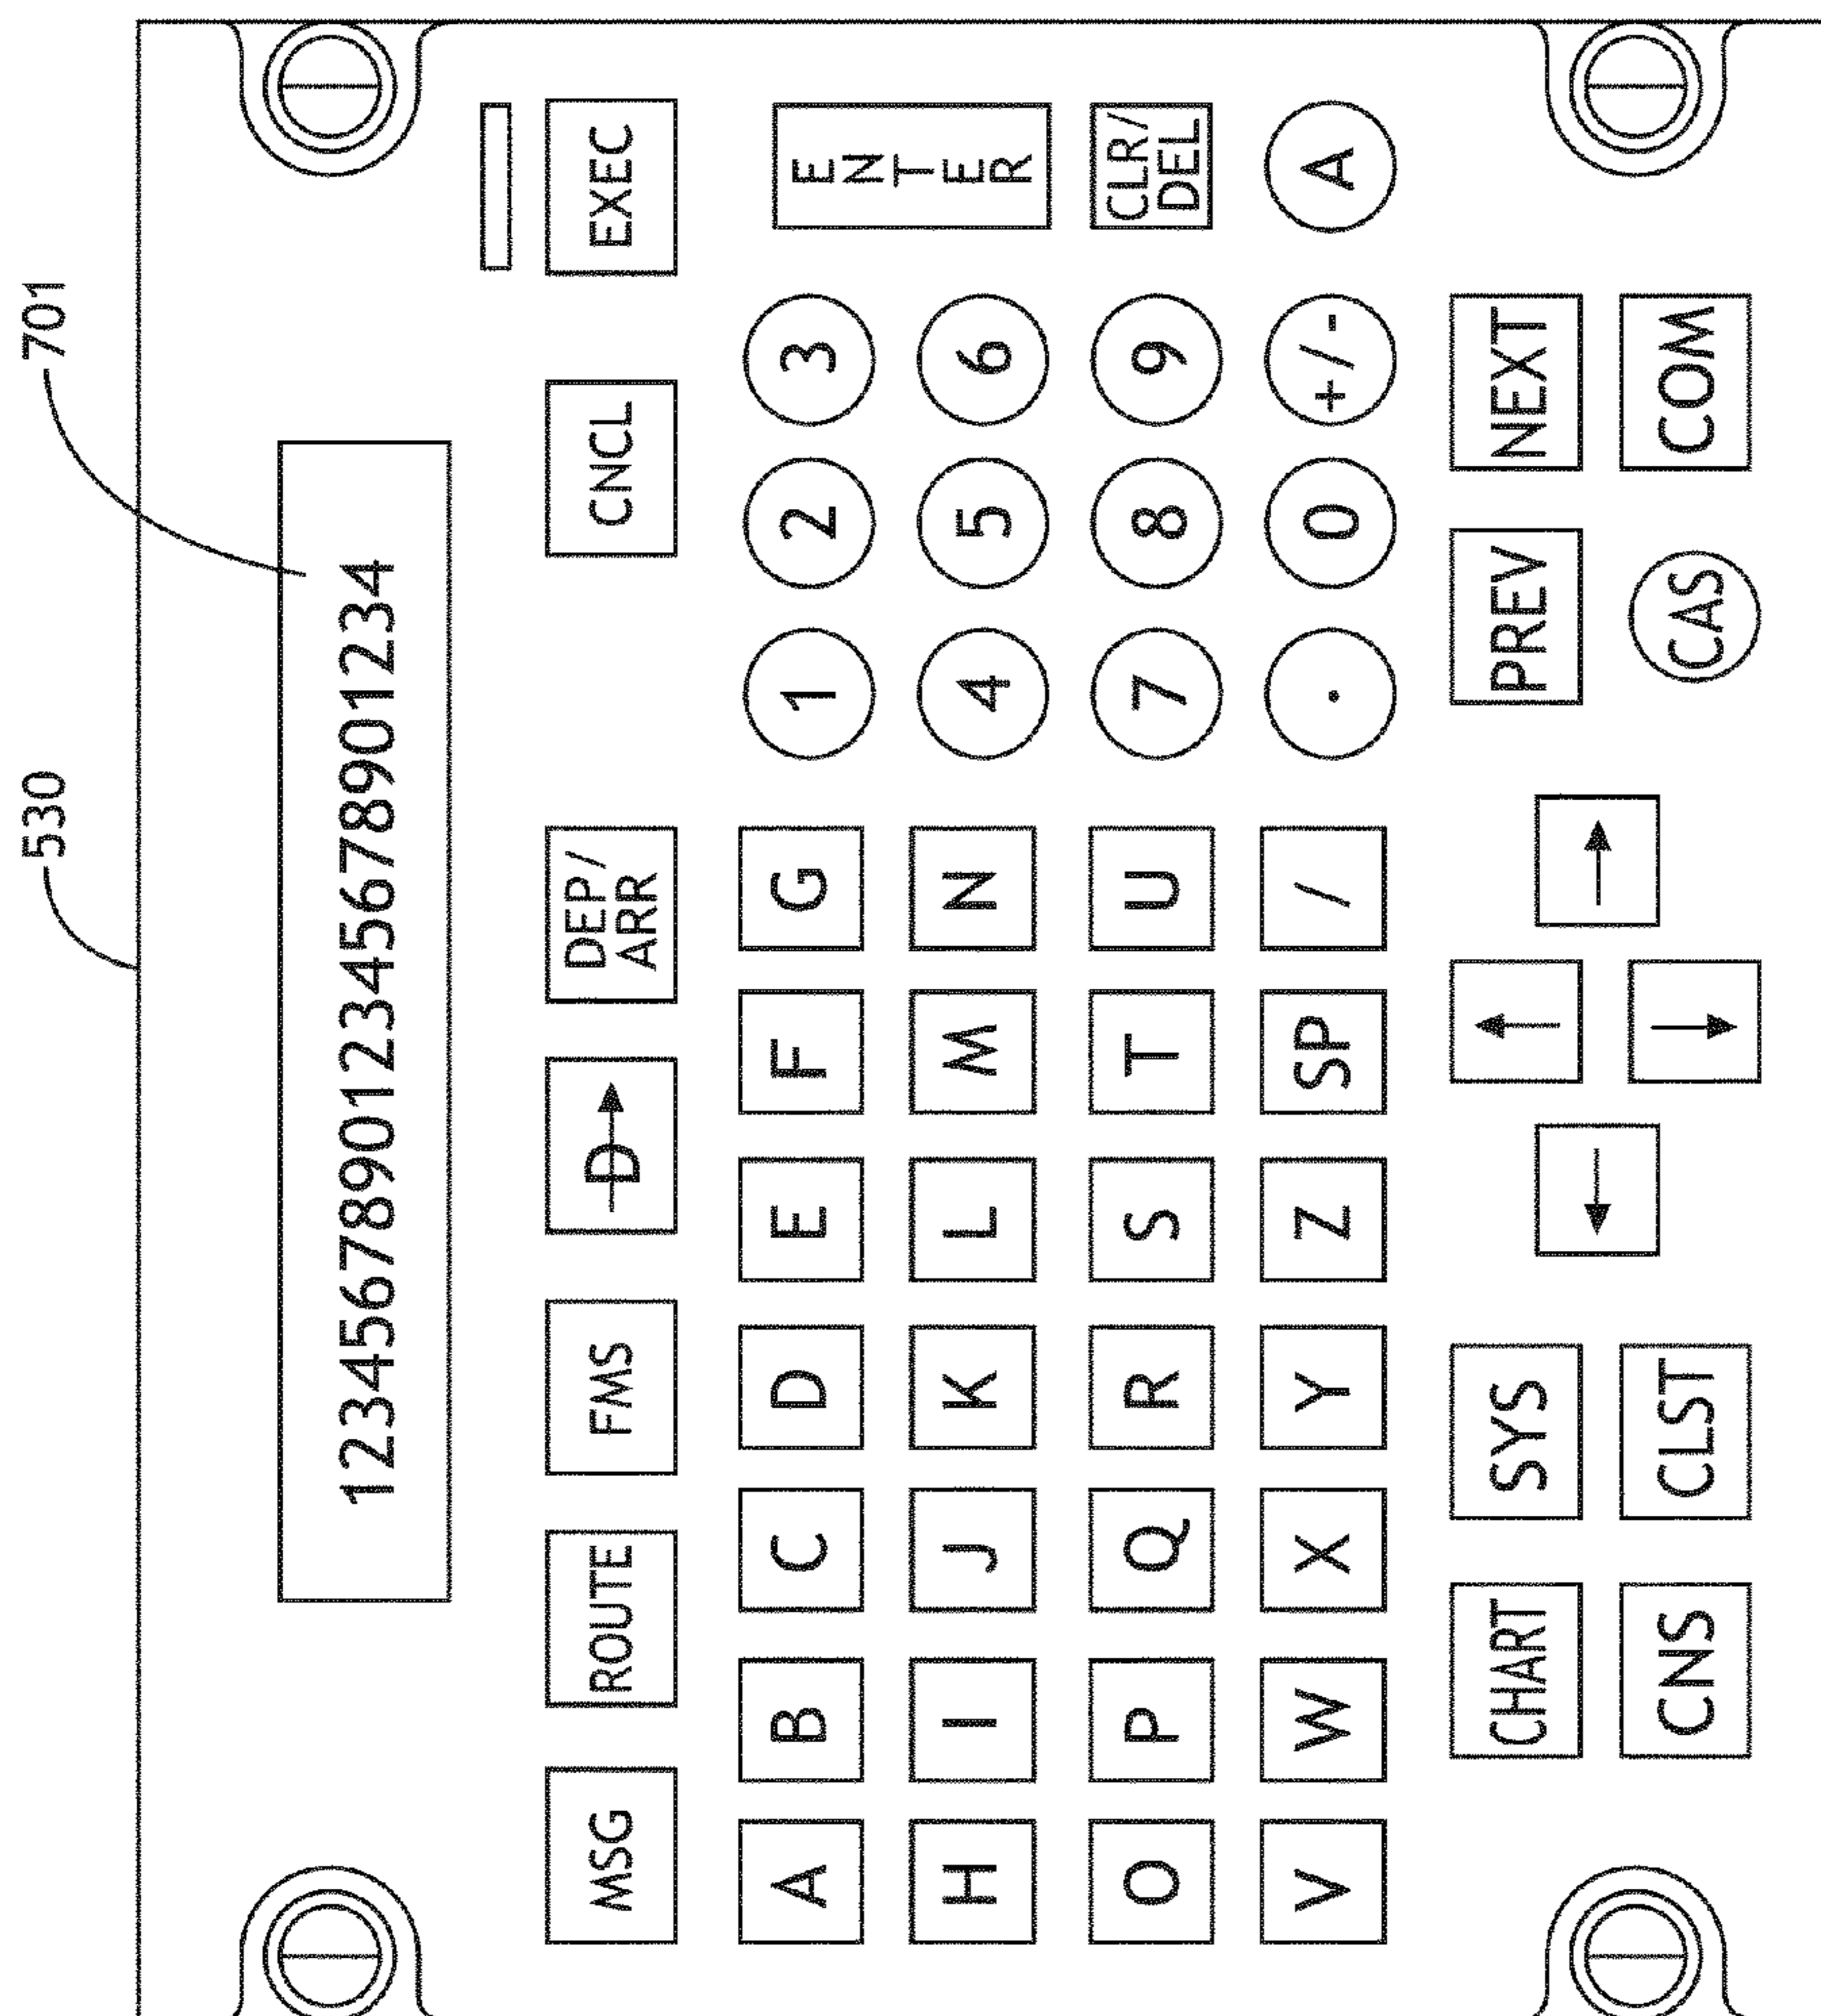 530
701
123456789012345678901234
MSG
ROUTE
FMS
D
DEP/
ARR
CNCL
EXEC
A B C D E F G
1 2 3
ENTER
H I J K L M N
4 5 6
O P Q R S T U
7 8 9
CLR/
DEL
V W X Y Z SP /
. 0 +/-
A
CHART
SYS
PREV
NEXT
CNS
CLST
CAS
COM